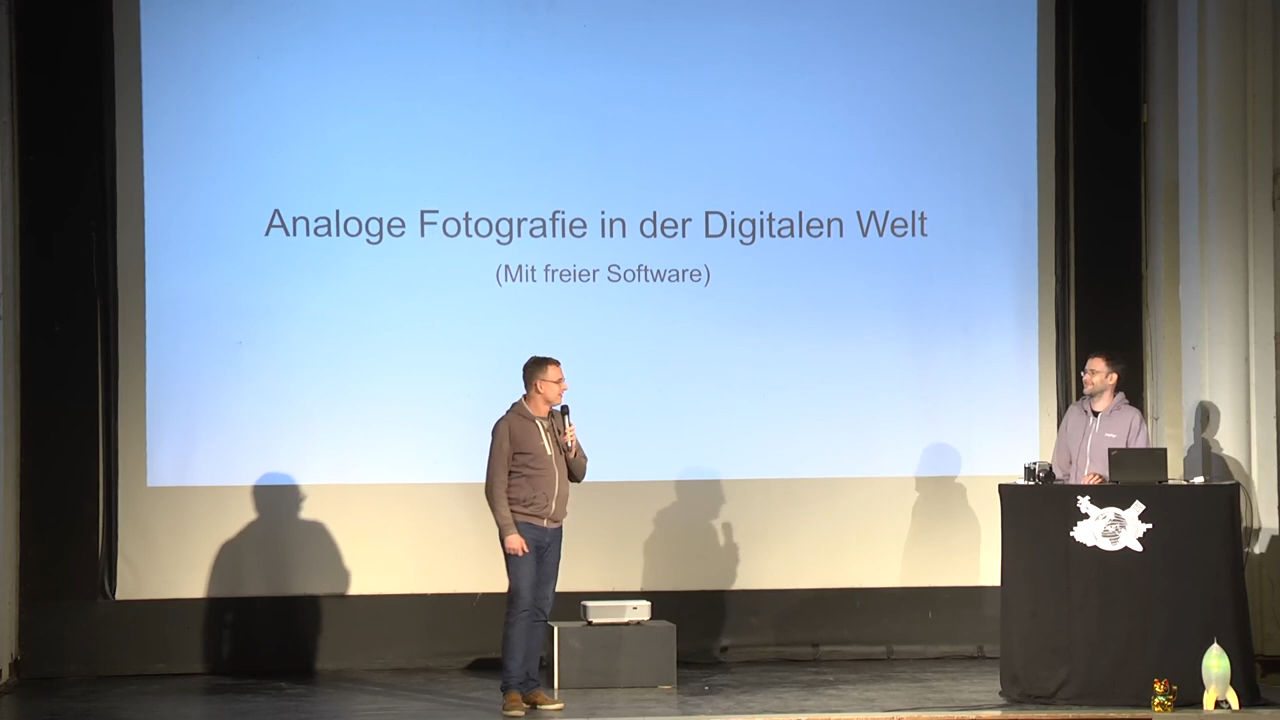 Analoge Fotografie in der Digitalen Welt
(Mit freier Software)